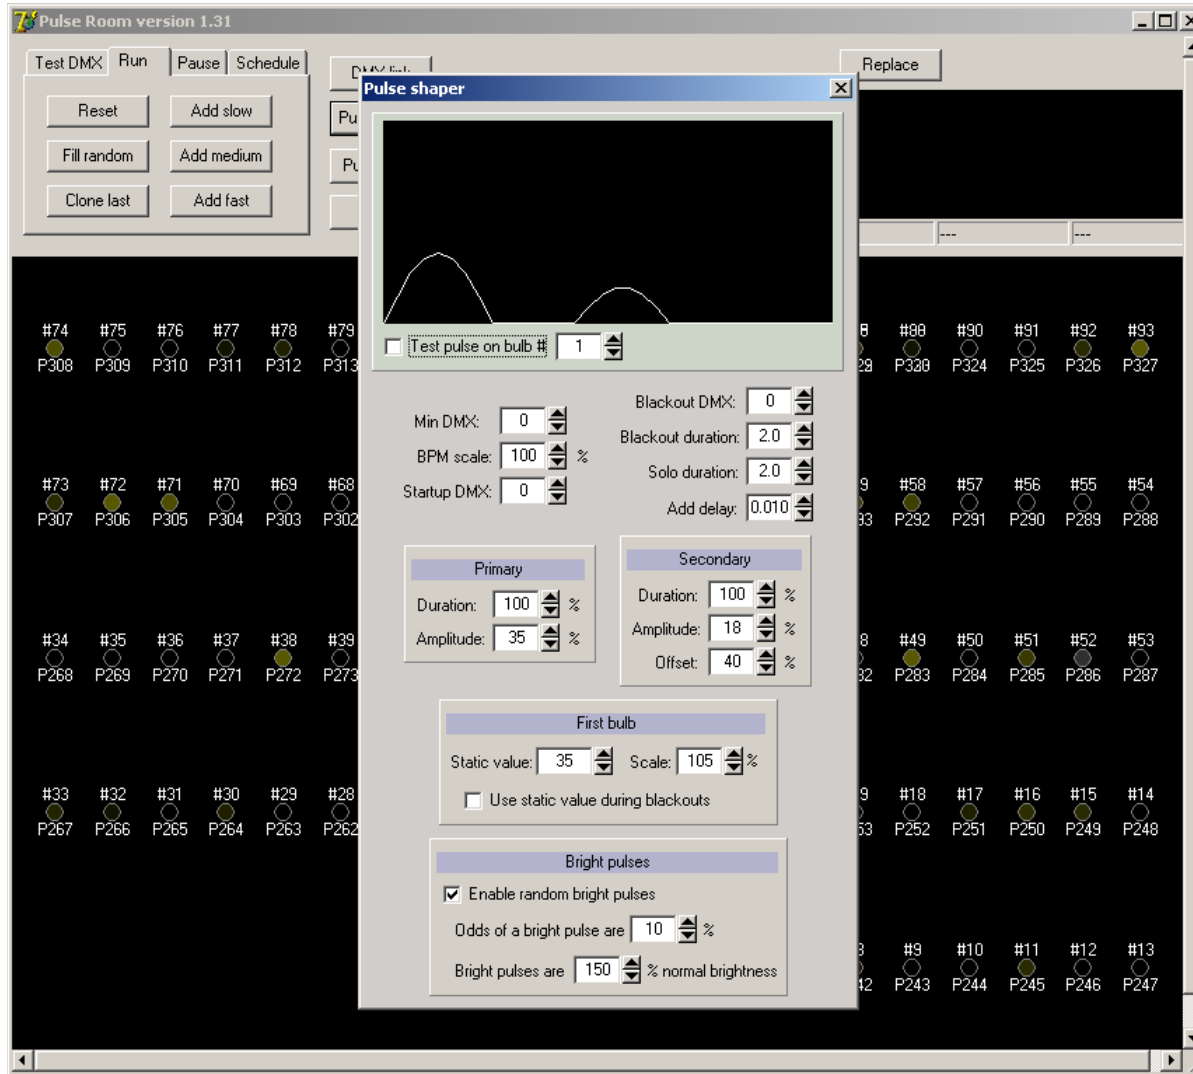 Pulse Room version 1.31
Test DMX Run Pause Schedule
Replace
Reset Add slow
Fill random Add medium
Clone last Add fast
Pulse shaper
--- ---
Test pulse on bulb # 1
#74 #75 #76 #77 #78 #79 #90 #91 #92 #93
P308 P309 P310 P311 P312 P313 P324 P325 P326 P327
Min DMX: 0
BPM scale: 100 %
Startup DMX: 0
Blackout DMX: 0
Blackout duration: 2.0
Solo duration: 2.0
Add delay: 0.010
#73 #72 #71 #70 #69 #68 #58 #57 #56 #55 #54
P307 P306 P305 P304 P303 P302 P292 P291 P290 P289 P288
Primary
Duration: 100 %
Amplitude: 35 %
Secondary
Duration: 100 %
Amplitude: 18 %
Offset: 40 %
#34 #35 #36 #37 #38 #39 #49 #50 #51 #52 #53
P268 P269 P270 P271 P272 P273 P283 P284 P285 P286 P287
First bulb
Static value: 35 Scale: 105 %
Use static value during blackouts
#33 #32 #31 #30 #29 #28 #18 #17 #16 #15 #14
P267 P266 P265 P264 P263 P262 P252 P251 P250 P249 P248
Bright pulses
Enable random bright pulses
Odds of a bright pulse are 10 %
Bright pulses are 150 % normal brightness
#9 #10 #11 #12 #13
P243 P244 P245 P246 P247